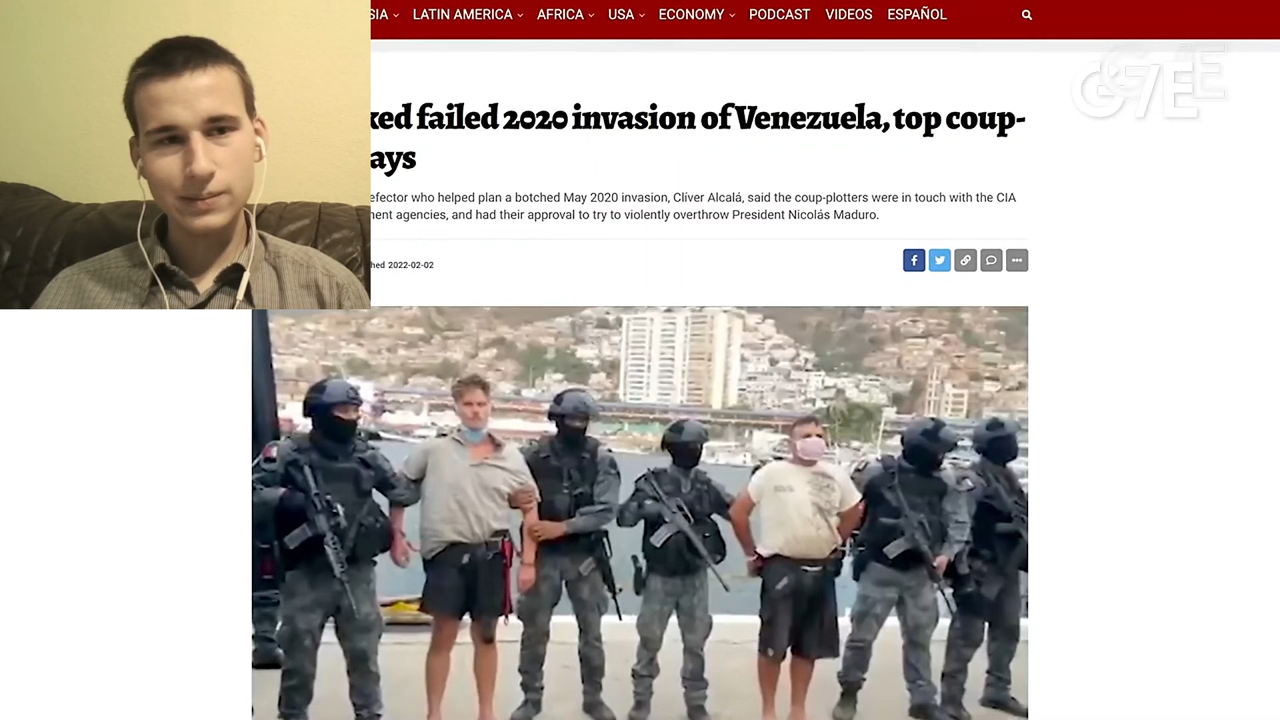 SIA LATIN AMERICA AFRICA USA ECONOMY PODCAST VIDEOS ESPAÑOL
ked failed 2020 invasion of Venezuela, top coup-
ays
efector who helped plan a botched May 2020 invasion, Clíver Alcalá, said the coup-plotters were in touch with the CIA
nent agencies, and had their approval to try to violently overthrow President Nicolás Maduro.
hed 2022-02-02